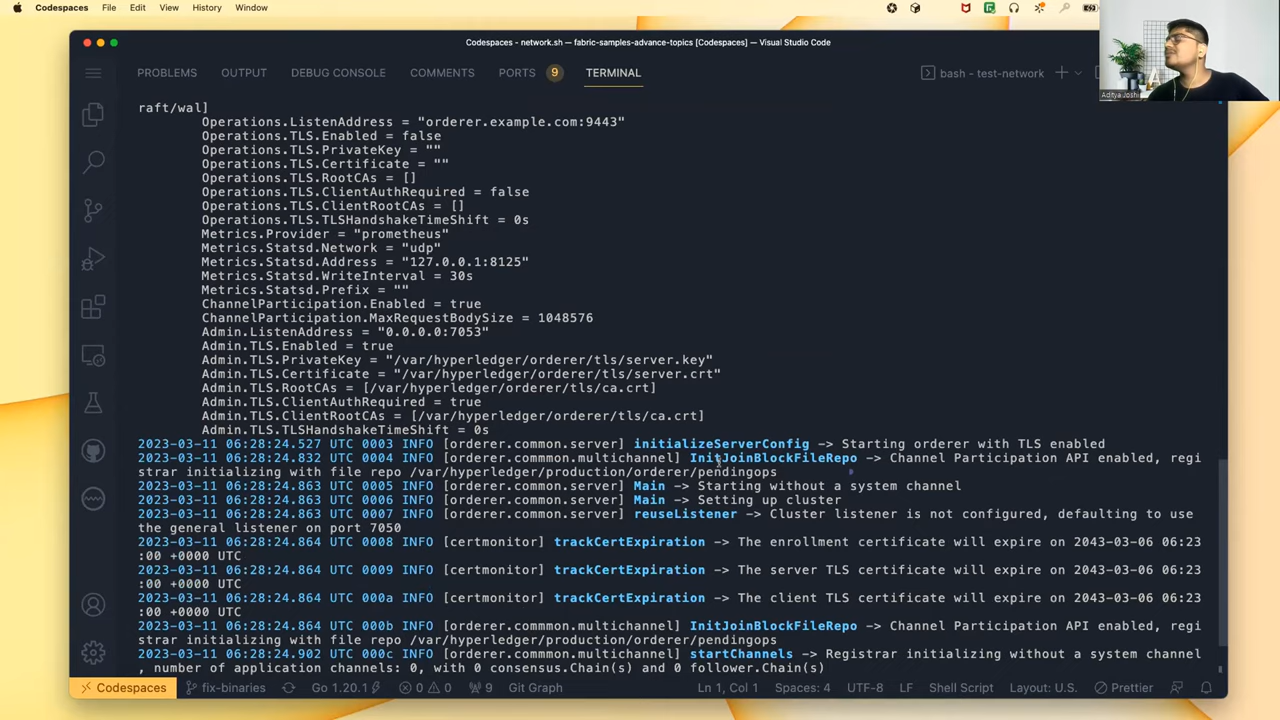 Codespaces File Edit View History Window
Codespaces - network.sh — fabric-samples-advance-topics [Codespaces] — Visual Studio Code
PROBLEMS OUTPUT DEBUG CONSOLE COMMENTS PORTS 9 TERMINAL bash - test-network
Aditya Joshi
raft/wal]
Operations.ListenAddress = "orderer.example.com:9443"
Operations.TLS.Enabled = false
Operations.TLS.PrivateKey = ""
Operations.TLS.Certificate = ""
Operations.TLS.RootCAs = []
Operations.TLS.ClientAuthRequired = false
Operations.TLS.ClientRootCAs = []
Operations.TLS.TLSHandshakeTimeShift = 0s
Metrics.Provider = "prometheus"
Metrics.Statsd.Network = "udp"
Metrics.Statsd.Address = "127.0.0.1:8125"
Metrics.Statsd.WriteInterval = 30s
Metrics.Statsd.Prefix = ""
ChannelParticipation.Enabled = true
ChannelParticipation.MaxRequestBodySize = 1048576
Admin.ListenAddress = "0.0.0.0:7053"
Admin.TLS.Enabled = true
Admin.TLS.PrivateKey = "/var/hyperledger/orderer/tls/server.key"
Admin.TLS.Certificate = "/var/hyperledger/orderer/tls/server.crt"
Admin.TLS.RootCAs = [/var/hyperledger/orderer/tls/ca.crt]
Admin.TLS.ClientAuthRequired = true
Admin.TLS.ClientRootCAs = [/var/hyperledger/orderer/tls/ca.crt]
Admin.TLS.TLSHandshakeTimeShift = 0s
2023-03-11 06:28:24.527 UTC 0003 INFO [orderer.common.server] initializeServerConfig -> Starting orderer with TLS enabled
2023-03-11 06:28:24.832 UTC 0004 INFO [orderer.commmon.multichannel] InitJoinBlockFileRepo -> Channel Participation API enabled, regi
strar initializing with file repo /var/hyperledger/production/orderer/pendingops
2023-03-11 06:28:24.863 UTC 0005 INFO [orderer.common.server] Main -> Starting without a system channel
2023-03-11 06:28:24.863 UTC 0006 INFO [orderer.common.server] Main -> Setting up cluster
2023-03-11 06:28:24.863 UTC 0007 INFO [orderer.common.server] reuseListener -> Cluster listener is not configured, defaulting to use
the general listener on port 7050
2023-03-11 06:28:24.864 UTC 0008 INFO [certmonitor] trackCertExpiration -> The enrollment certificate will expire on 2043-03-06 06:23
:00 +0000 UTC
2023-03-11 06:28:24.864 UTC 0009 INFO [certmonitor] trackCertExpiration -> The server TLS certificate will expire on 2043-03-06 06:23
:00 +0000 UTC
2023-03-11 06:28:24.864 UTC 000a INFO [certmonitor] trackCertExpiration -> The client TLS certificate will expire on 2043-03-06 06:23
:00 +0000 UTC
2023-03-11 06:28:24.864 UTC 000b INFO [orderer.commmon.multichannel] InitJoinBlockFileRepo -> Channel Participation API enabled, regi
strar initializing with file repo /var/hyperledger/production/orderer/pendingops
2023-03-11 06:28:24.902 UTC 000c INFO [orderer.commmon.multichannel] startChannels -> Registrar initializing without a system channel
, number of application channels: 0, with 0 consensus.Chain(s) and 0 follower.Chain(s)
Codespaces fix-binaries Go 1.20.1 0 0 9 Git Graph Ln 1, Col 1 Spaces: 4 UTF-8 LF Shell Script Layout: U.S. Prettier